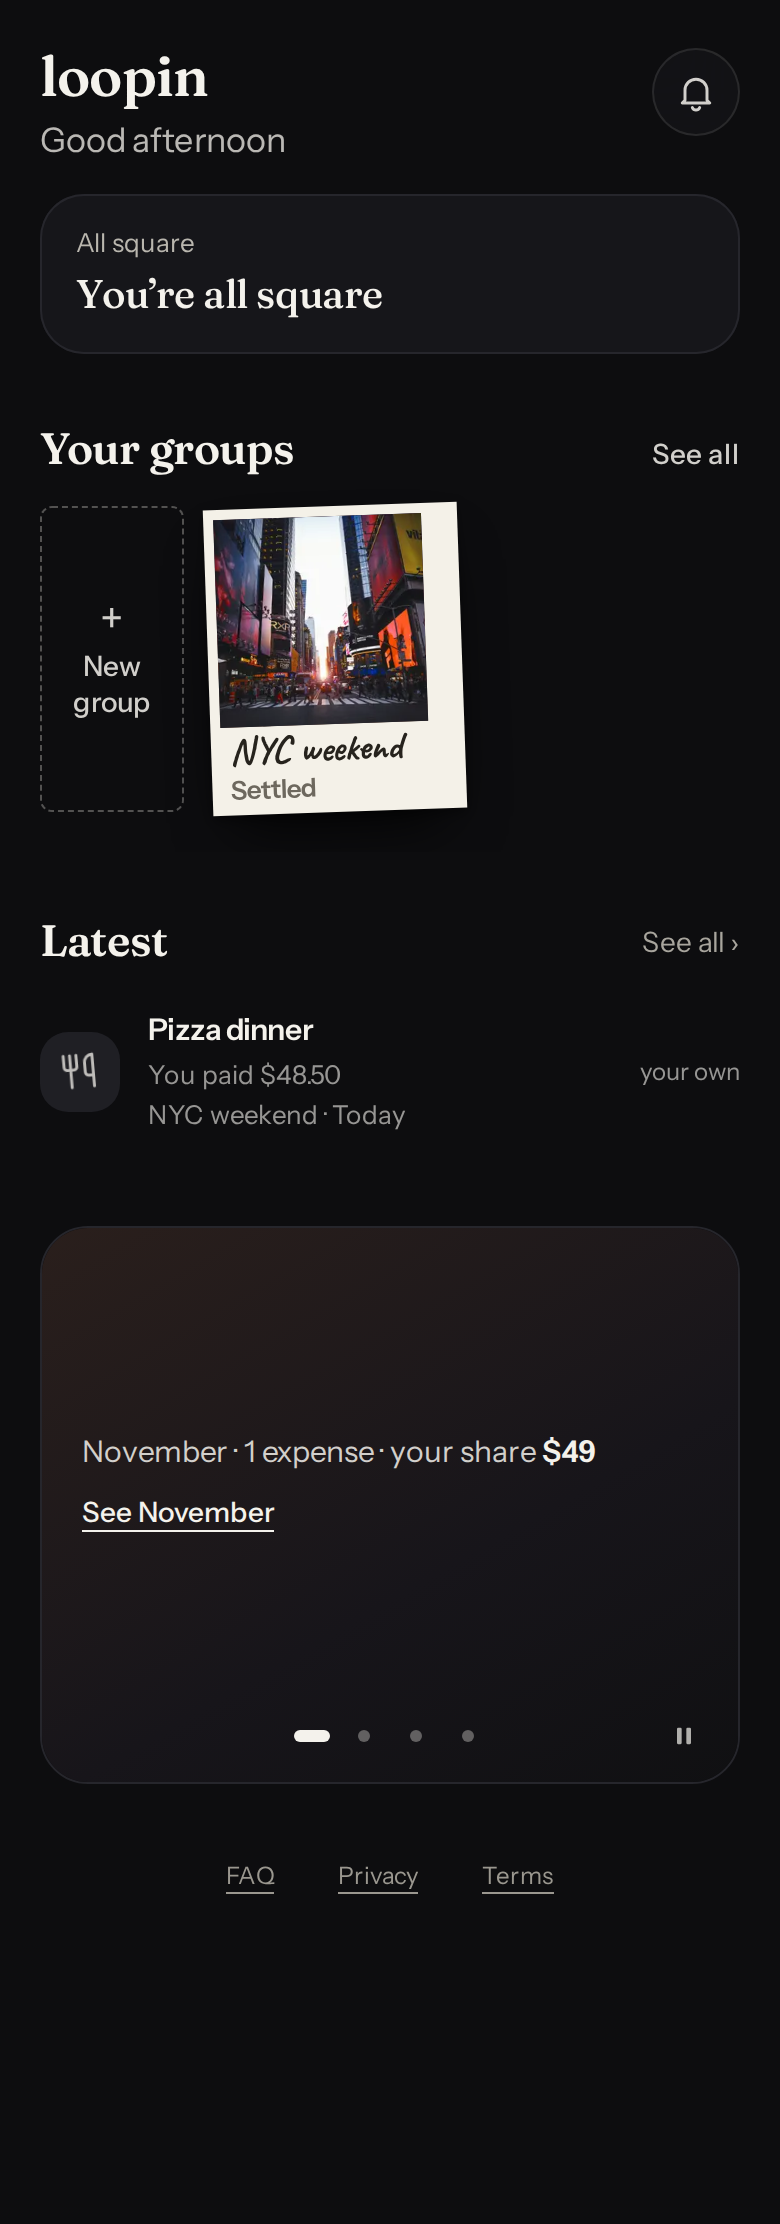 loopin
Good afternoon
All square
You’re all square
Your groups
See all
+
New
group
NYC weekend
Settled
Latest
See all ›
Pizza dinner
You paid $48.50
your own
NYC weekend · Today
November · 1 expense · your share $49
See November
FAQ
Privacy
Terms